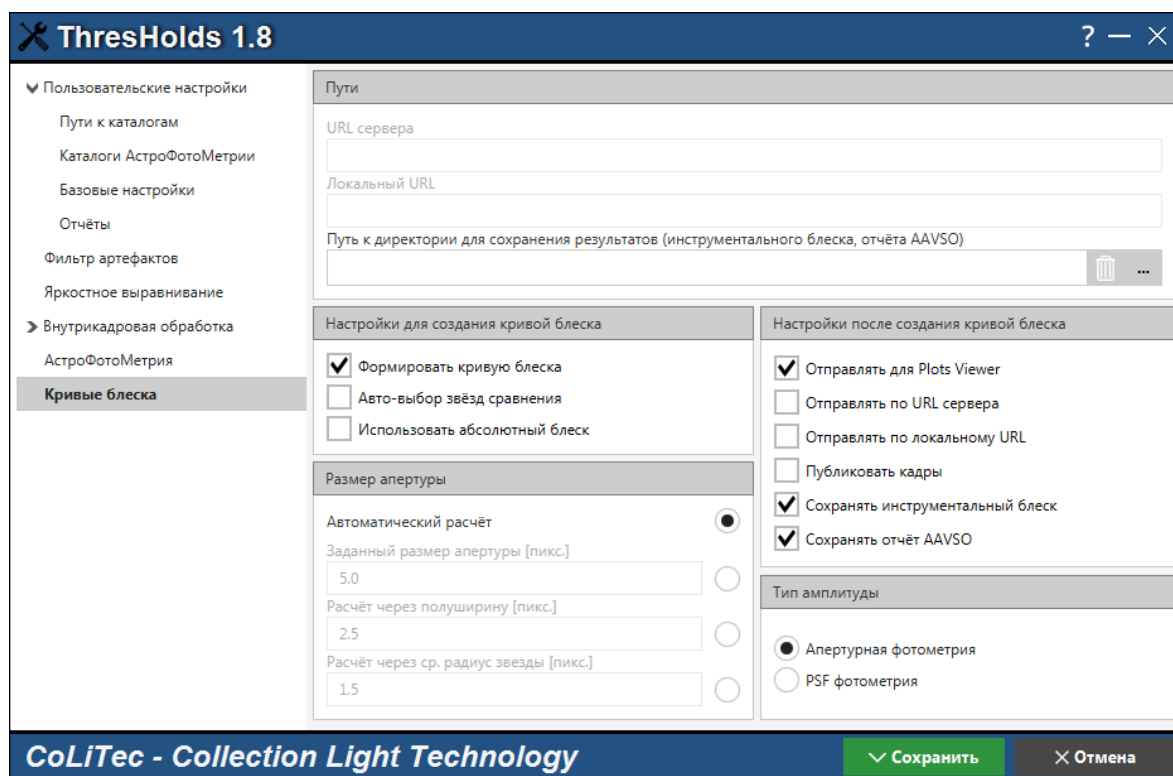 ThresHolds 1.8
?
Пользовательские настройки
Пути к каталогам
Каталоги АстроФотоМетрии
Базовые настройки
Отчёты
Фильтр артефактов
Яркостное выравнивание
Внутрикадровая обработка
АстроФотоМетрия
Кривые блеска
Пути
URL сервера
Локальный URL
Путь к директории для сохранения результатов (инструментального блеска, отчёта AAVSO)
...
Настройки для создания кривой блеска
Формировать кривую блеска
Авто-выбор звёзд сравнения
Использовать абсолютный блеск
Размер апертуры
Автоматический расчёт
Заданный размер апертуры [пикс.]
5.0
Расчёт через полуширину [пикс.]
2.5
Расчёт через ср. радиус звезды [пикс.]
1.5
Настройки после создания кривой блеска
Отправлять для Plots Viewer
Отправлять по URL сервера
Отправлять по локальному URL
Публиковать кадры
Сохранять инструментальный блеск
Сохранять отчёт AAVSO
Тип амплитуды
Апертурная фотометрия
PSF фотометрия
CoLiTec - Collection Light Technology
Сохранить
Отмена